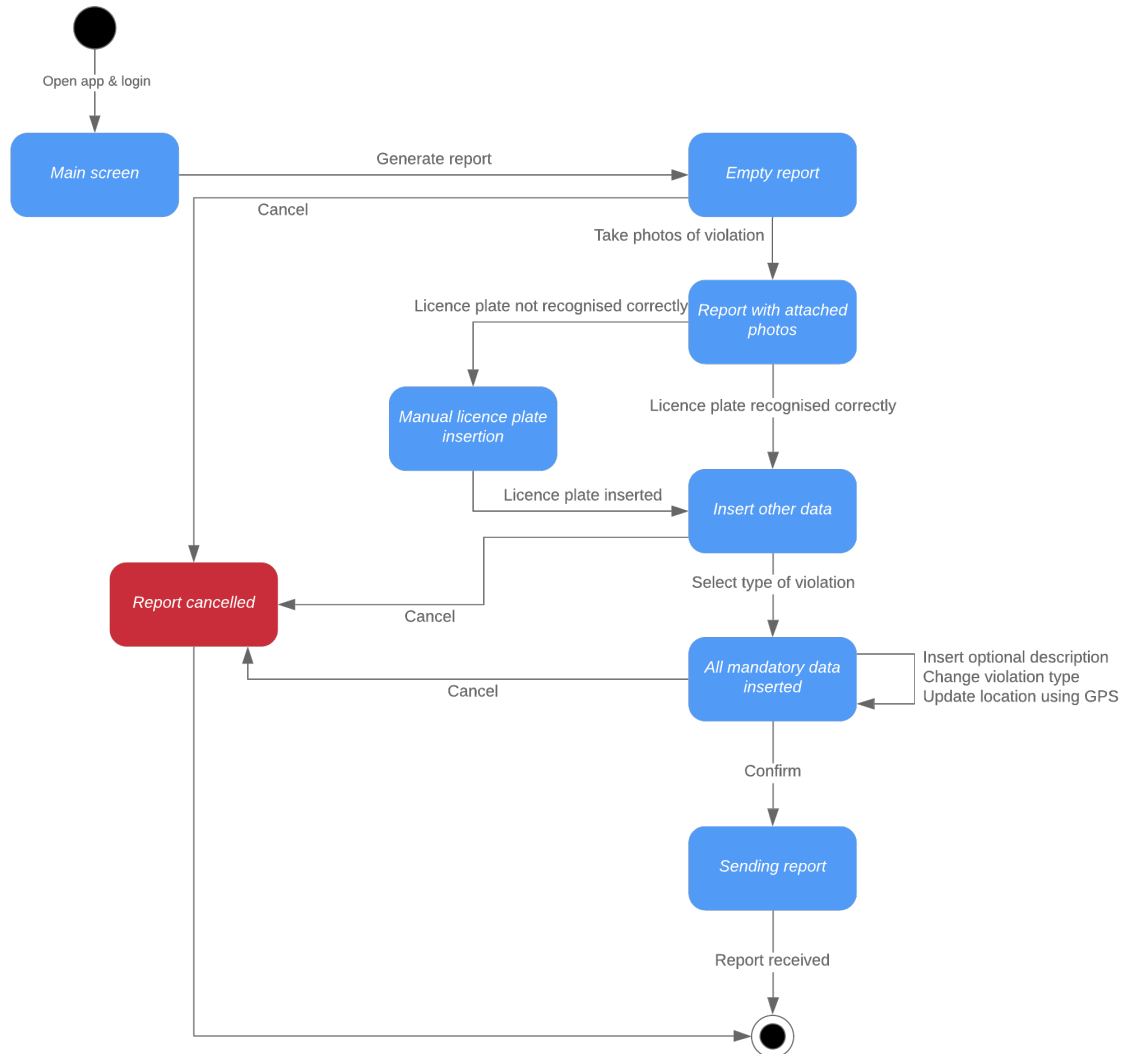 Open app & login
Main screen
Generate report
Empty report
Cancel
Take photos of violation
Licence plate not recognised correctly
Report with attached
photos
Licence plate recognised correctly
Manual licence plate
insertion
Licence plate inserted
Insert other data
Select type of violation
Report cancelled
Cancel
All mandatory data
inserted
Insert optional description
Change violation type
Update location using GPS
Cancel
Confirm
Sending report
Report received